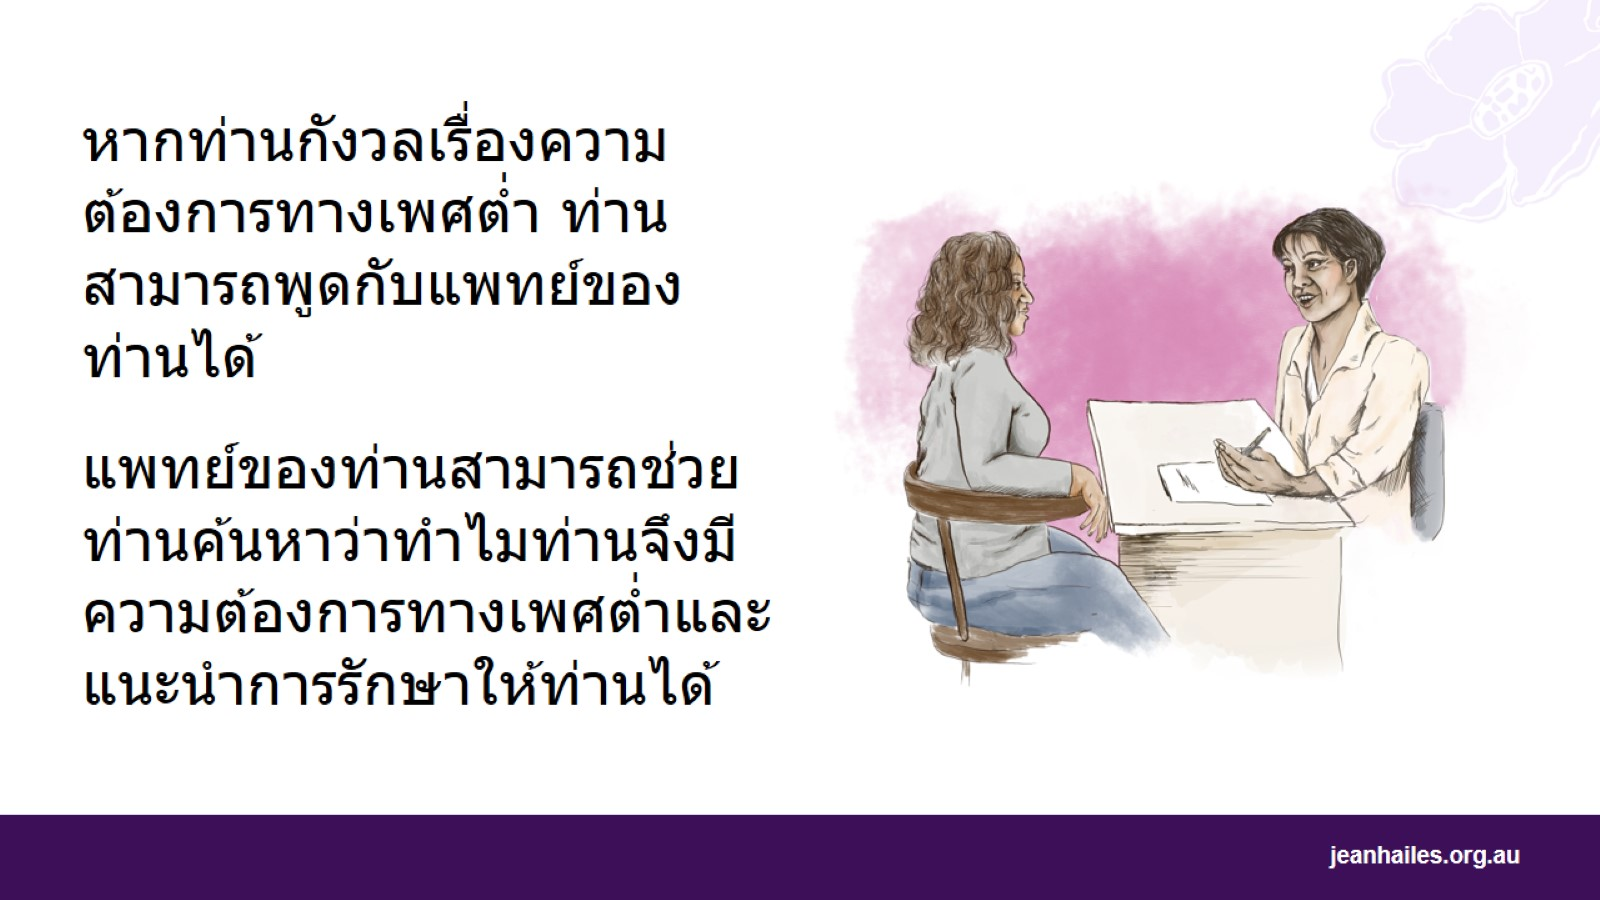 หากท่านกังวลเรื่องความ
ต้องการทางเพศต่ำ ท่าน
สามารถพูดกับแพทย์ของ
ท่านได้
แพทย์ของท่านสามารถช่วย
ท่านค้นหาว่าทำไมท่านจึงมี
ความต้องการทางเพศต่ำและ
แนะนำการรักษาให้ท่านได้
jeanhailes.org.au